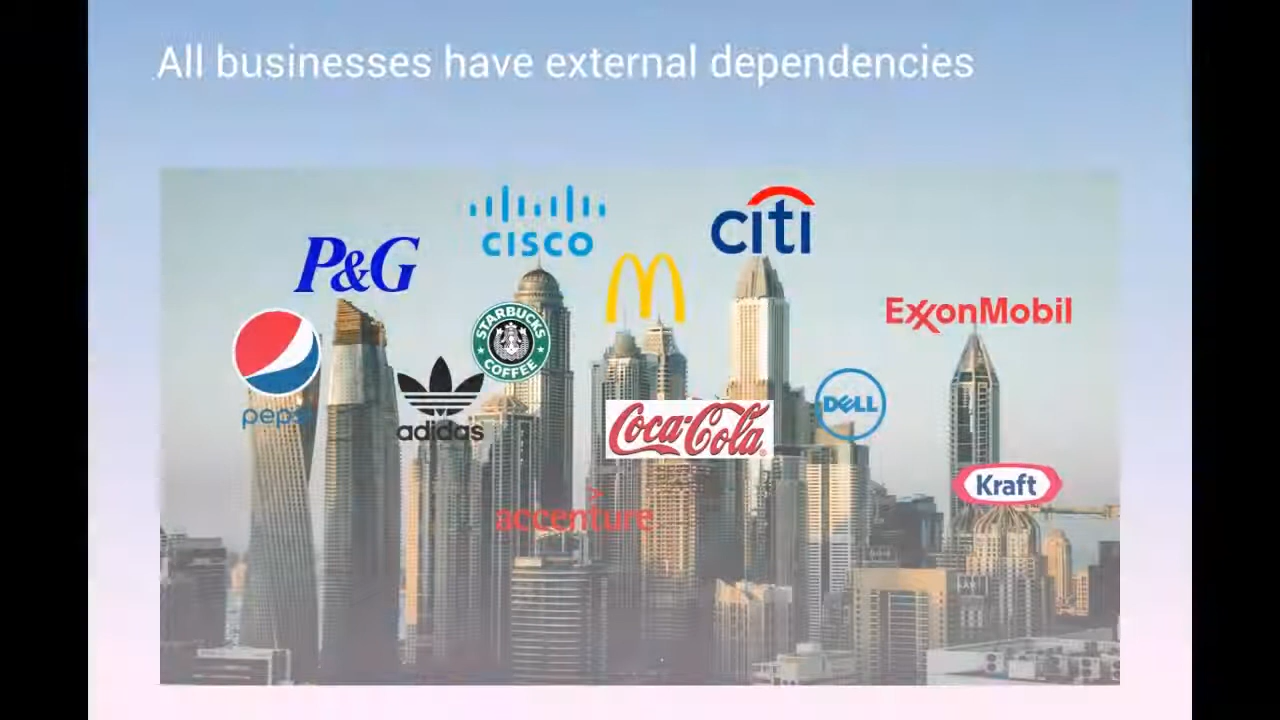 All businesses have external dependencies
CISCO
citi
P&G
M
ExxonMobil
STARBUCKS
COFFEE
pepsi
adidas
DELL
Coca-Cola
Kraft
accenture